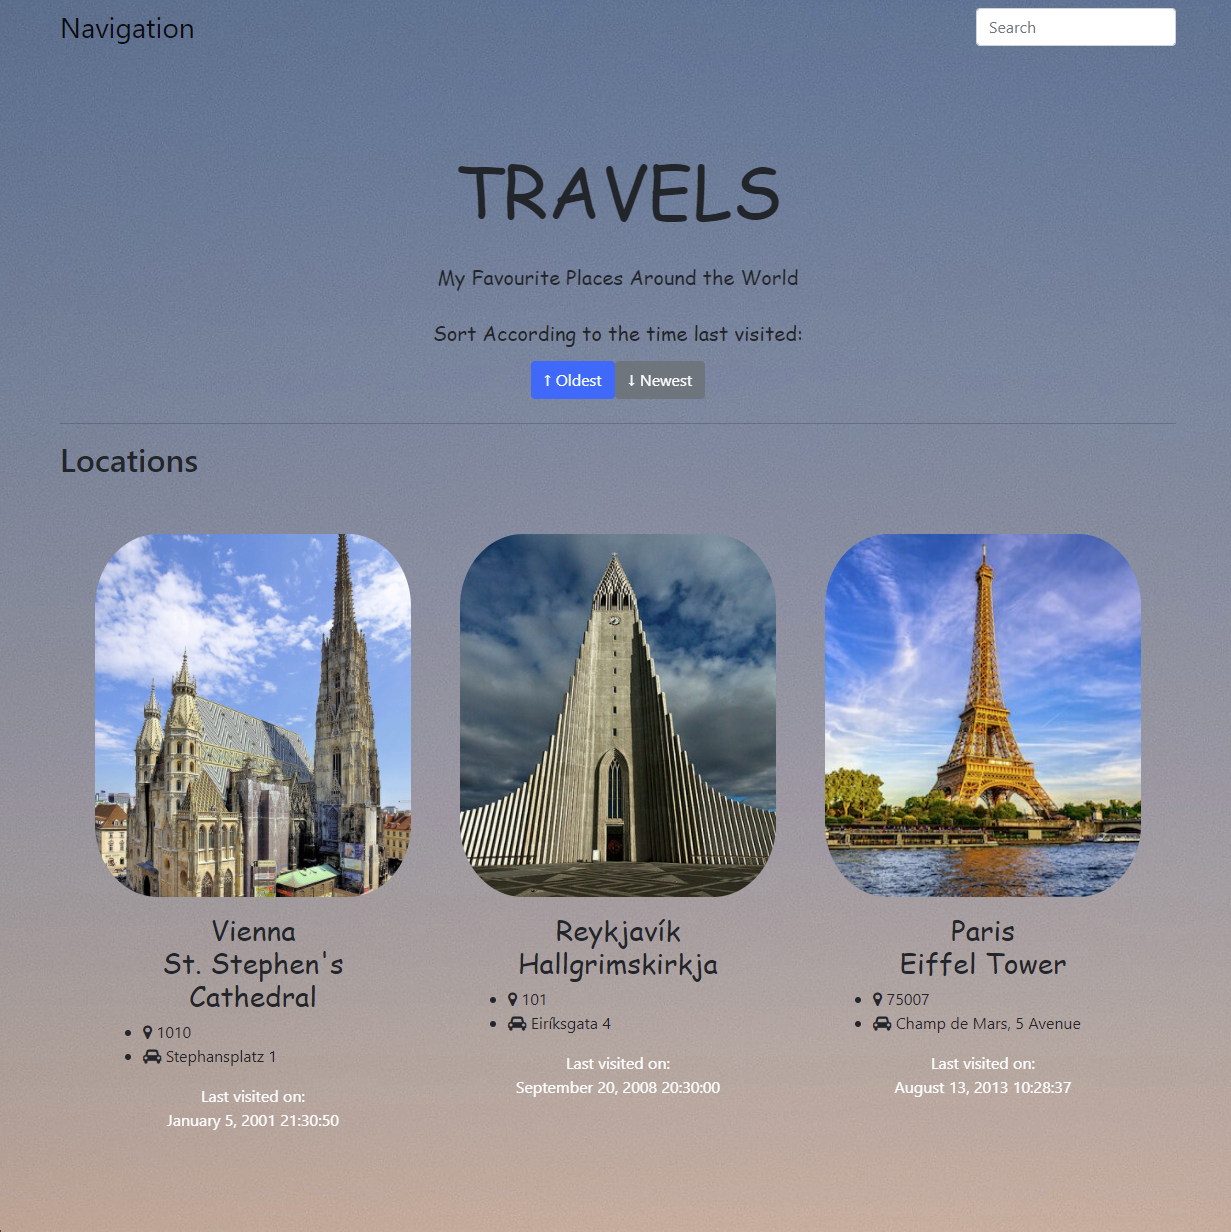 Navigation
Search
TRAVELS
My Favourite Places Around the World
Sort According to the time last visited:
↑ Oldest
↓ Newest
Locations
Vienna
St. Stephen's
Cathedral
1010
Stephansplatz 1
Last visited on:
January 5, 2001 21:30:50
Reykjavík
Hallgrimskirkja
101
Eiríksgata 4
Last visited on:
September 20, 2008 20:30:00
Paris
Eiffel Tower
75007
Champ de Mars, 5 Avenue
Last visited on:
August 13, 2013 10:28:37